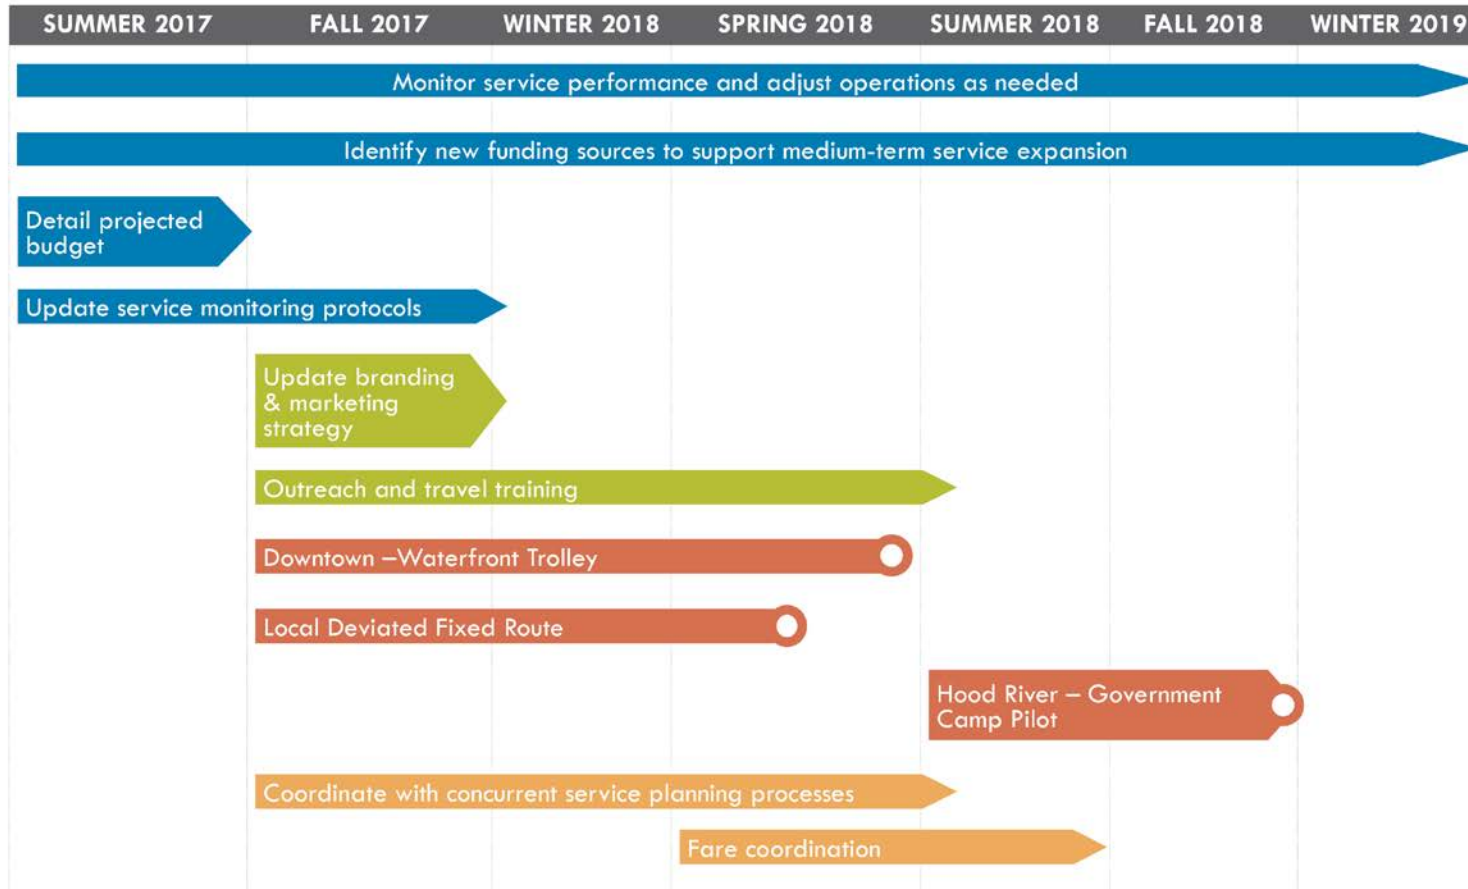 SUMMER 2017 FALL 2017 WINTER 2018 SPRING 2018 SUMMER 2018 FALL 2018 WINTER 2019
Monitor service performance and adjust operations as needed
Identify new funding sources to support medium-term service expansion
Detail projected
budget
Update service monitoring protocols
Update branding
& marketing
strategy
Outreach and travel training
Downtown –Waterfront Trolley
Local Deviated Fixed Route
Hood River – Government
Camp Pilot
Coordinate with concurrent service planning processes
Fare coordination